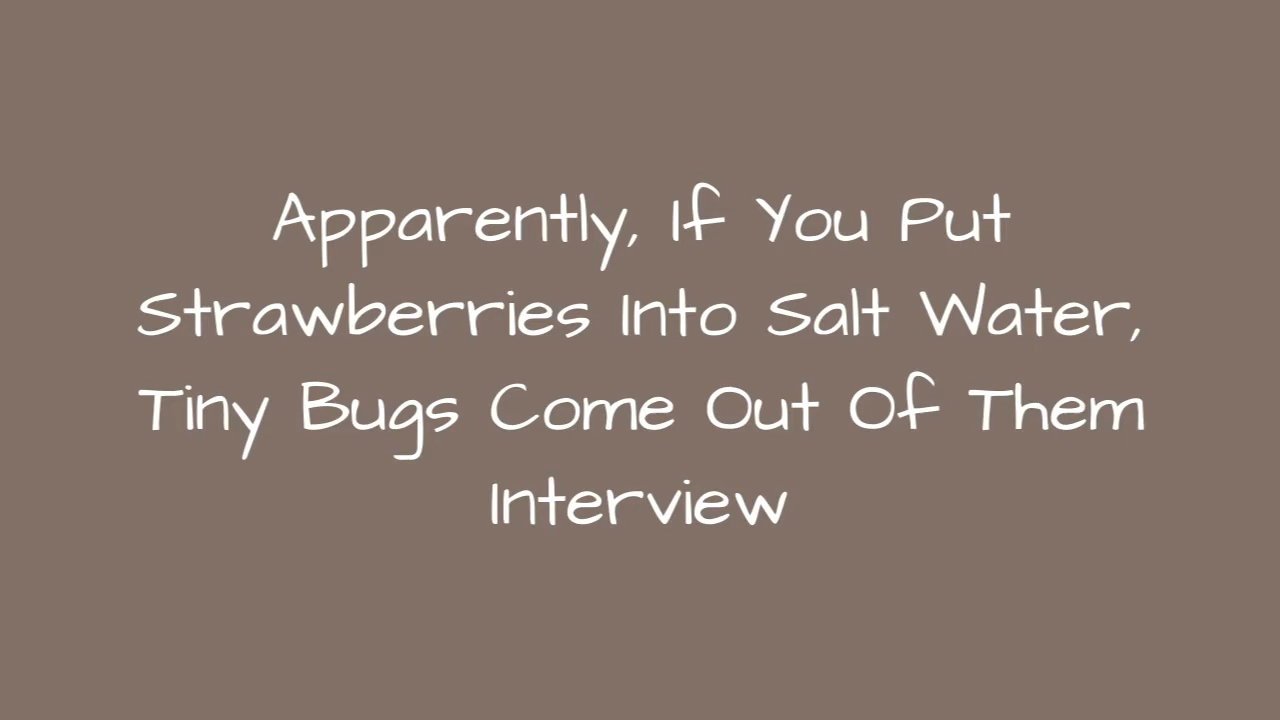 Apparently, If You Put
Strawberries Into Salt Water,
Tiny Bugs Come Out Of Them
Interview